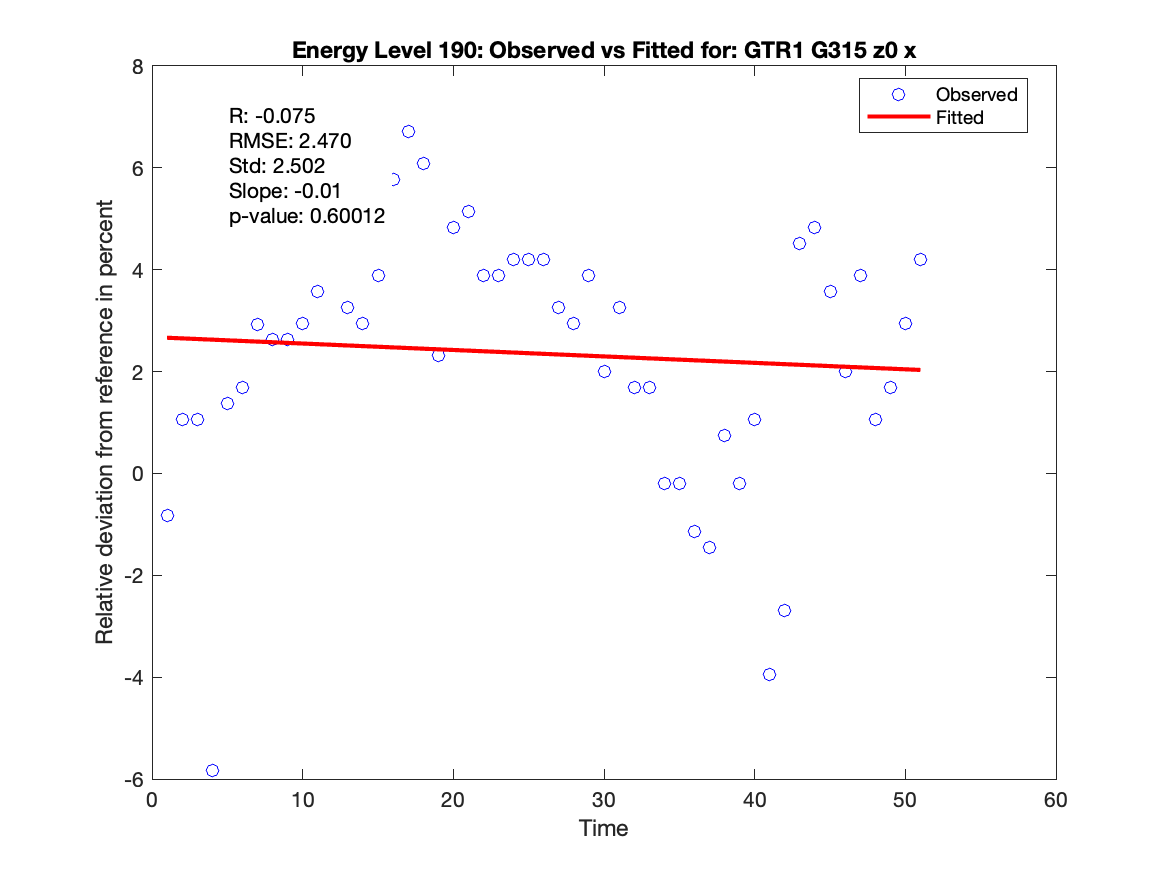 Energy Level 190: Observed vs Fitted for: GTR1 G315 z0 x
R: -0.075
RMSE: 2.470
Std: 2.502
Slope: -0.01
p-value: 0.60012
Observed
Fitted
Relative deviation from reference in percent
8
6
4
2
0
-2
-4
-6
0 10 20 30 40 50 60
Time